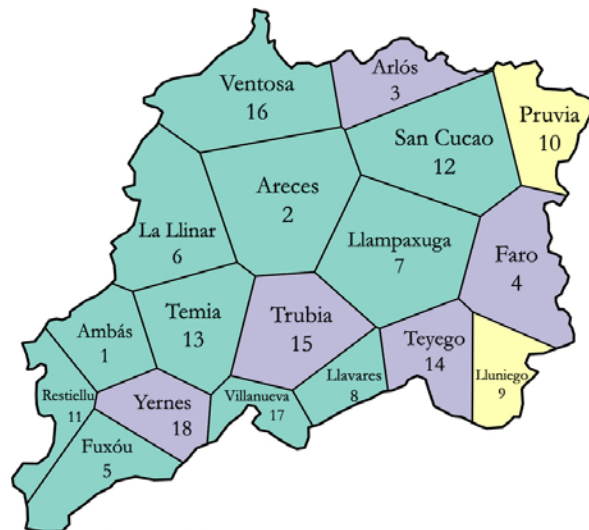 Arlós
3
Ventosa
16
Pruvia
10
San Cucao
12
Areces
2
La Llinar
6
Llampaxuga
7
Faro
4
Temia
13
Trubia
15
Ambás
1
Teyego
14
Lluniego
9
Llavares
8
Restiellu
11
Yernes
18
Villanueva
17
Fuxóu
5